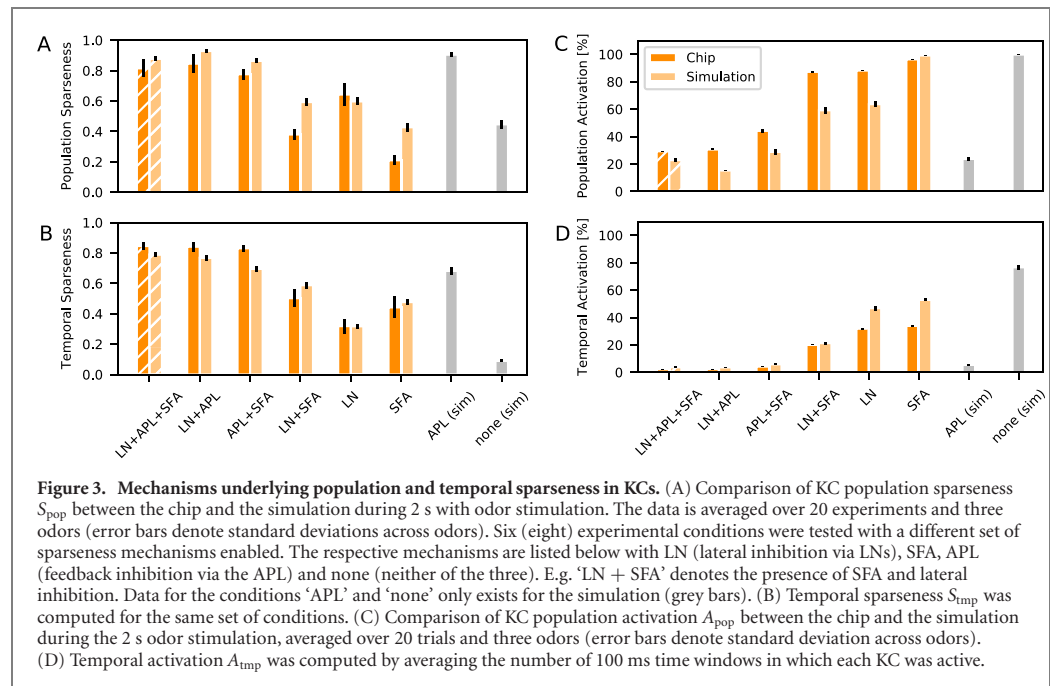 A
Population Sparseness
1.0
0.8
0.6
0.4
0.2
0.0
C
Population Activation [%]
100
80
60
40
20
0
Chip
Simulation
B
Temporal Sparseness
1.0
0.8
0.6
0.4
0.2
0.0
LN+APL+SFA
LN+APL
APL+SFA
LN+SFA
LN
SFA
APL (sim)
none (sim)
D
Temporal Activation [%]
100
80
60
40
20
0
LN+APL+SFA
LN+APL
APL+SFA
LN+SFA
LN
SFA
APL (sim)
none (sim)
Figure 3. Mechanisms underlying population and temporal sparseness in KCs. (A) Comparison of KC population sparseness
Spop between the chip and the simulation during 2 s with odor stimulation. The data is averaged over 20 experiments and three
odors (error bars denote standard deviations across odors). Six (eight) experimental conditions were tested with a different set of
sparseness mechanisms enabled. The respective mechanisms are listed below with LN (lateral inhibition via LNs), SFA, APL
(feedback inhibition via the APL) and none (neither of the three). E.g. ‘LN + SFA’ denotes the presence of SFA and lateral
inhibition. Data for the conditions ‘APL’ and ‘none’ only exists for the simulation (grey bars). (B) Temporal sparseness Stmp was
computed for the same set of conditions. (C) Comparison of KC population activation Apop between the chip and the simulation
during the 2 s odor stimulation, averaged over 20 trials and three odors (error bars denote standard deviation across odors).
(D) Temporal activation Atmp was computed by averaging the number of 100 ms time windows in which each KC was active.